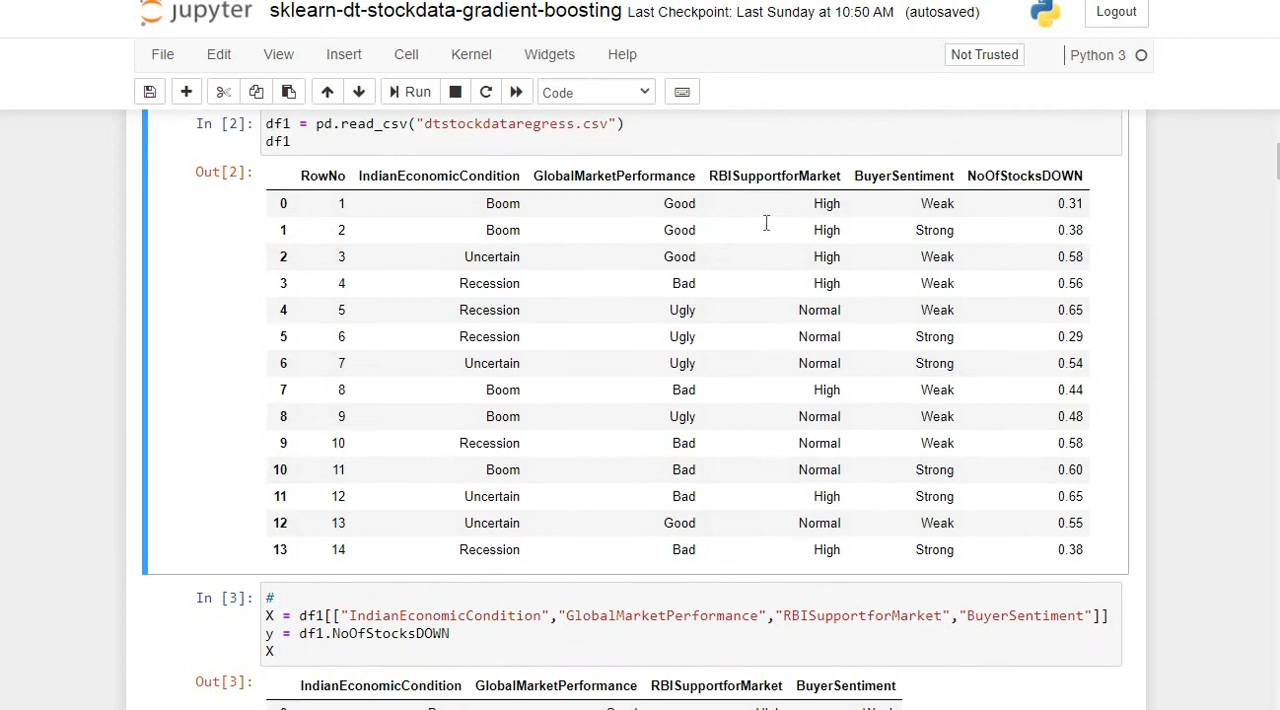 jupyter sklearn-dt-stockdata-gradient-boosting Last Checkpoint: Last Sunday at 10:50 AM (autosaved) Logout
File Edit View Insert Cell Kernel Widgets Help Not Trusted Python 3
Run Code
In [2]: df1 = pd.read_csv("dtstockdataregress.csv")
df1
Out[2]: RowNo IndianEconomicCondition GlobalMarketPerformance RBISupportforMarket BuyerSentiment NoOfStocksDOWN
0 1 Boom Good High Weak 0.31
1 2 Boom Good High Strong 0.38
2 3 Uncertain Good High Weak 0.58
3 4 Recession Bad High Weak 0.56
4 5 Recession Ugly Normal Weak 0.65
5 6 Recession Ugly Normal Strong 0.29
6 7 Uncertain Ugly Normal Strong 0.54
7 8 Boom Bad High Weak 0.44
8 9 Boom Ugly Normal Weak 0.48
9 10 Recession Bad Normal Weak 0.58
10 11 Boom Bad Normal Strong 0.60
11 12 Uncertain Bad High Strong 0.65
12 13 Uncertain Good Normal Weak 0.55
13 14 Recession Bad High Strong 0.38
In [3]: #
X = df1[["IndianEconomicCondition","GlobalMarketPerformance","RBISupportforMarket","BuyerSentiment"]]
y = df1.NoOfStocksDOWN
X
Out[3]: IndianEconomicCondition GlobalMarketPerformance RBISupportforMarket BuyerSentiment